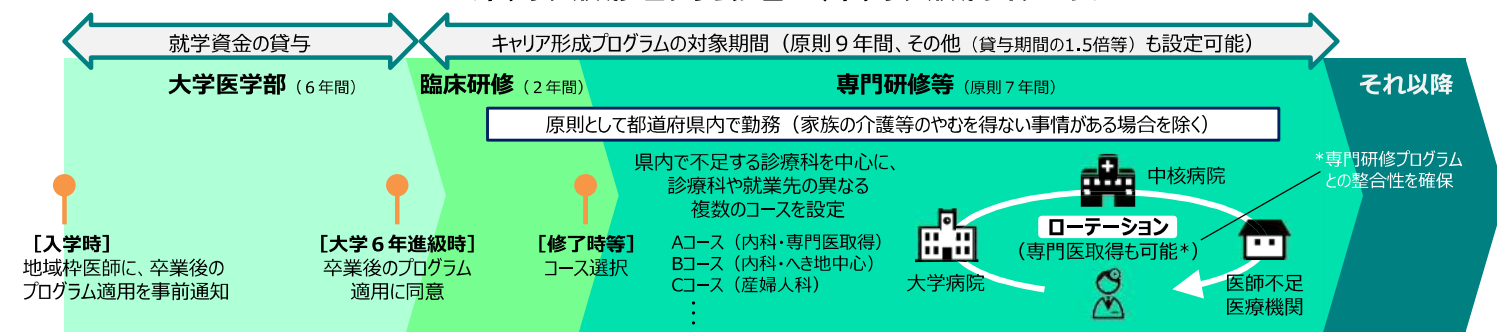 就学資金の貸与
キャリア形成プログラムの対象期間（原則９年間、その他（貸与期間の1.5倍等）も設定可能）
大学医学部（６年間）
臨床研修（２年間）
専門研修等（原則７年間）
それ以降
原則として都道府県内で勤務（家族の介護等のやむを得ない事情がある場合を除く）
［入学時］
地域枠医師に、卒業後の
プログラム適用を事前通知
［大学６年進級時］
卒業後のプログラム
適用に同意
［修了時等］
コース選択
県内で不足する診療科を中心に、
診療科や就業先の異なる
複数のコースを設定
Aコース（内科・専門医取得）
Bコース（内科・へき地中心）
Cコース（産婦人科）
⋮
中核病院
ローテーション
（専門医取得も可能*）
大学病院
医師不足
医療機関
*専門研修プログラム
との整合性を確保